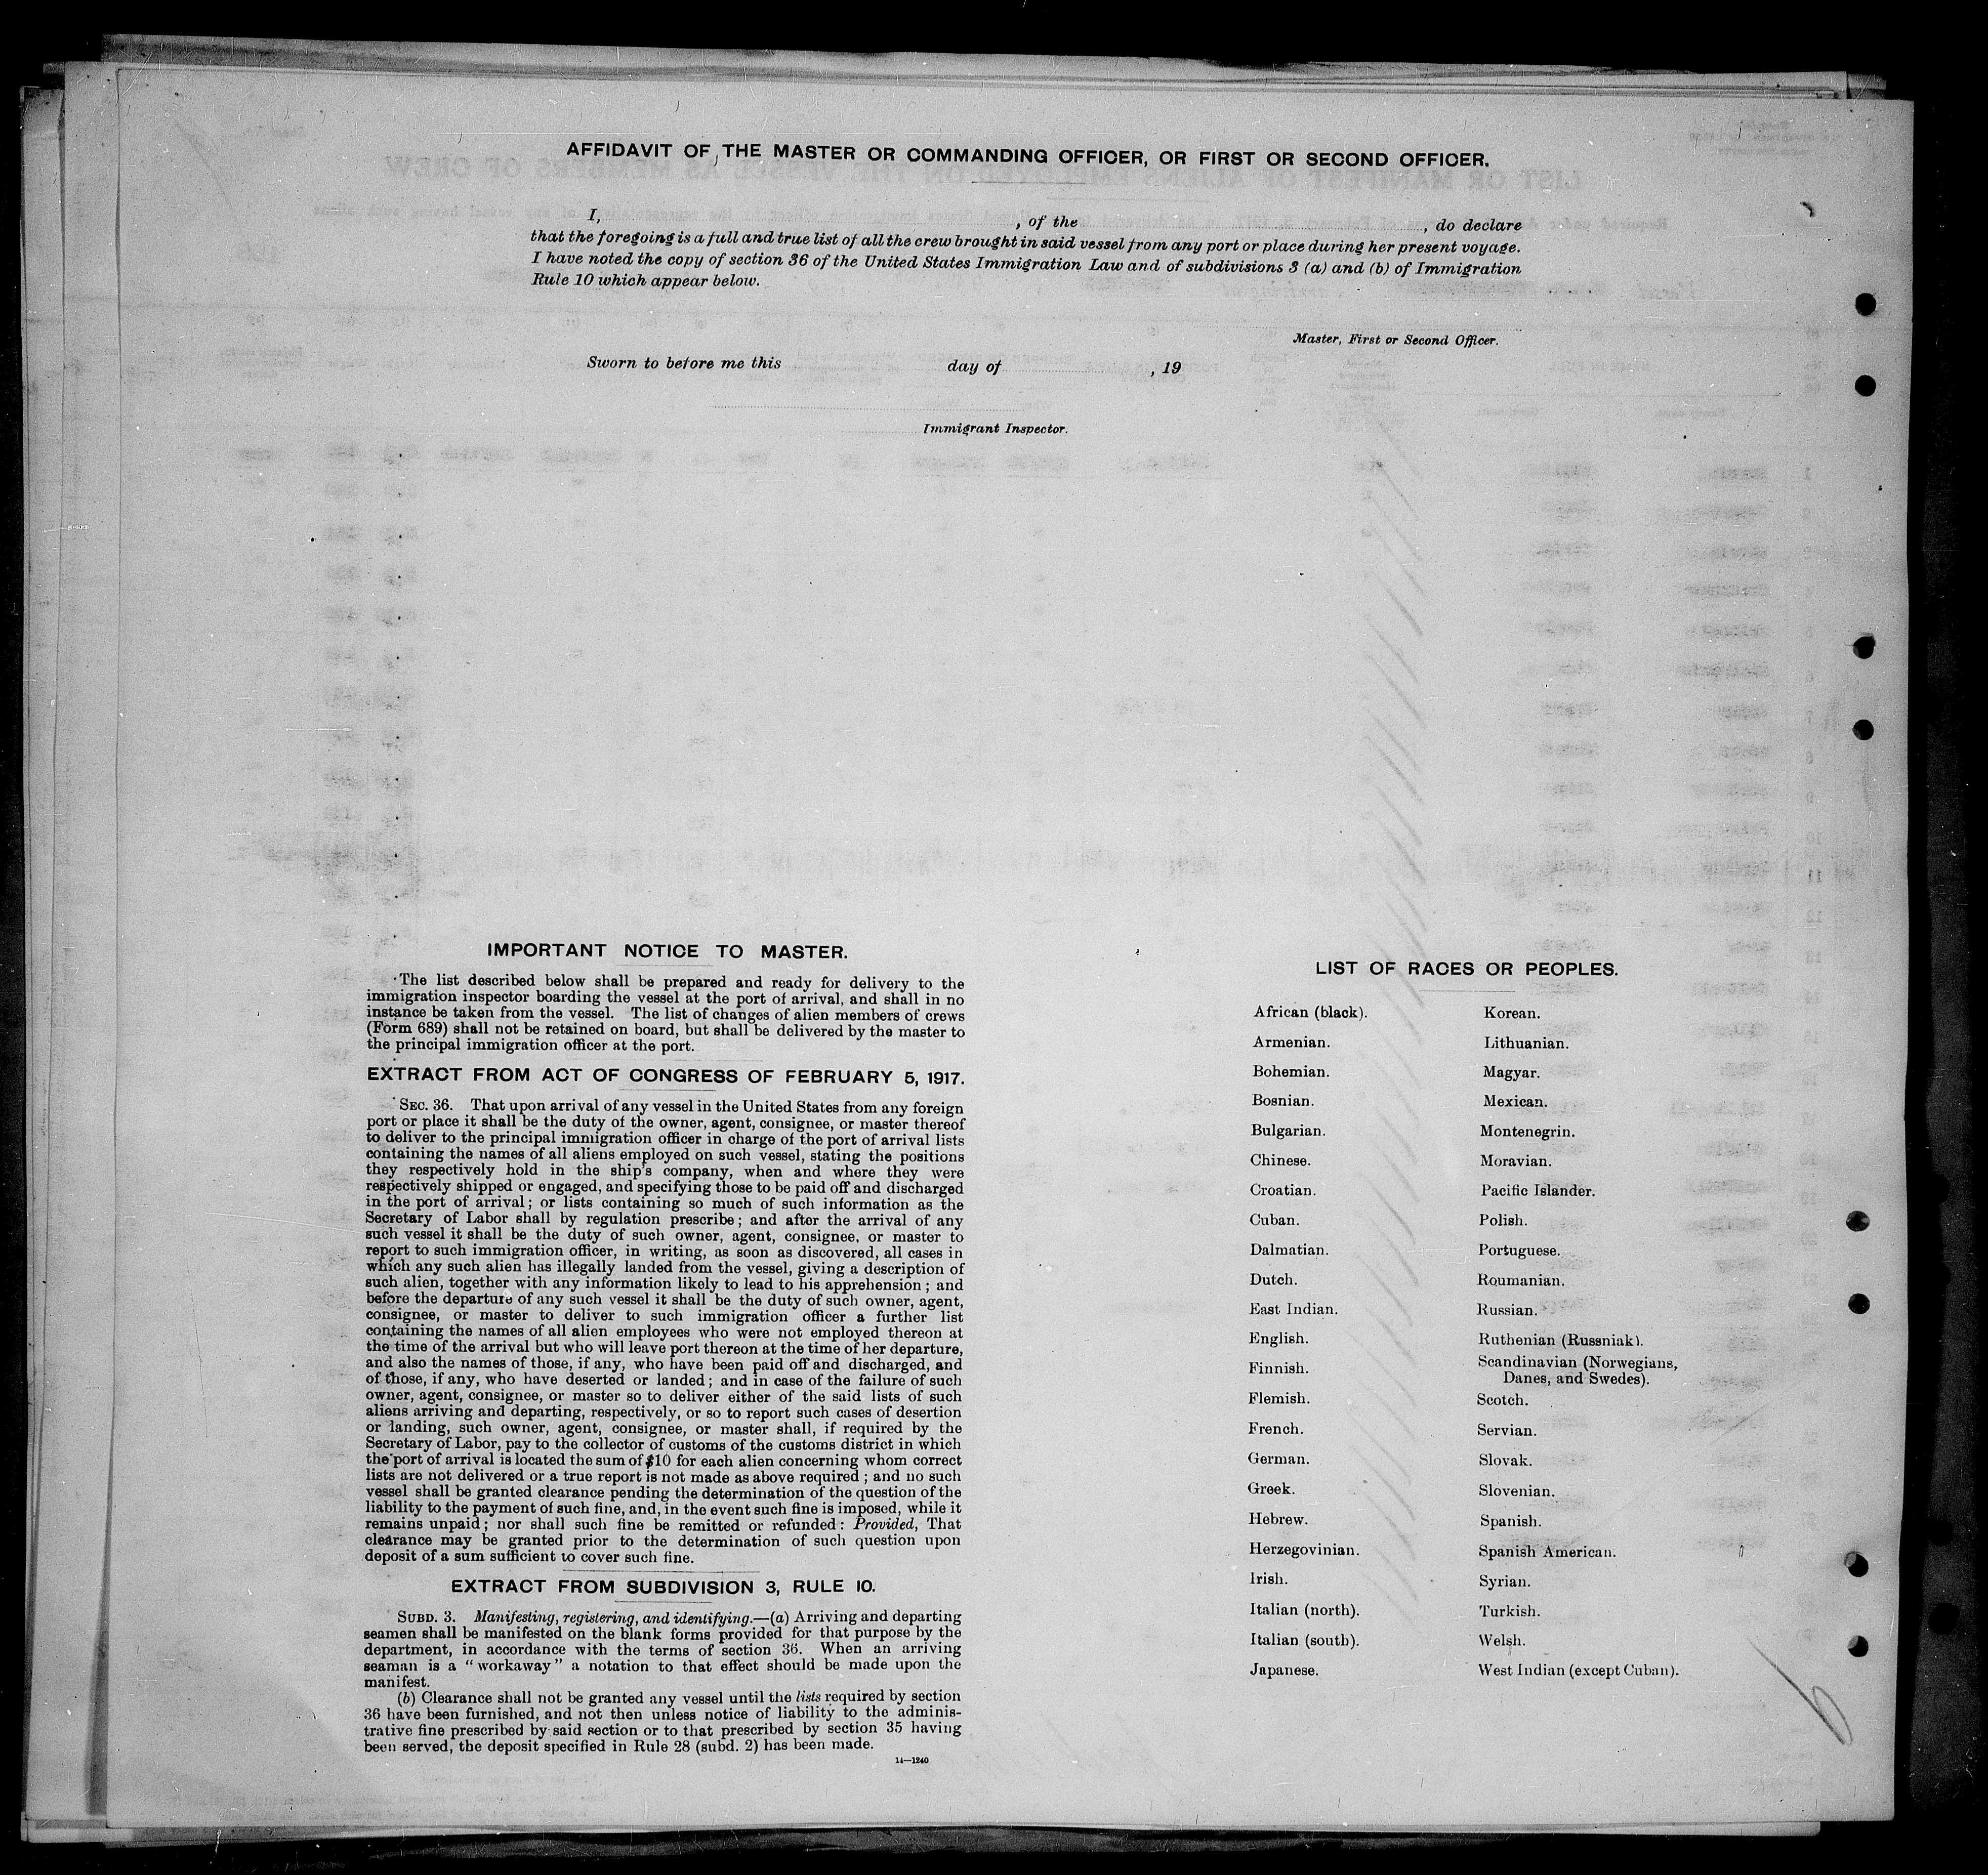 AFFIDAVIT OF THE MASTER OR COMMANDING OFFICER, OR FIRST OR SECOND OFFICER.
I, , of the , do declare
that the foregoing is a full and true list of all the crew brought in said vessel from any port or place during her present voyage.
I have noted the copy of section 36 of the United States Immigration Law and of subdivisions 3 (a) and (b) of Immigration
Rule 10 which appear below.
Master, First or Second Officer.
Sworn to before me this day of , 19
Immigrant Inspector.
IMPORTANT NOTICE TO MASTER.
The list described below shall be prepared and ready for delivery to the
immigration inspector boarding the vessel at the port of arrival, and shall in no
instance be taken from the vessel. The list of changes of alien members of crews
(Form 689) shall not be retained on board, but shall be delivered by the master to
the principal immigration officer at the port.
EXTRACT FROM ACT OF CONGRESS OF FEBRUARY 5, 1917.
SEC. 36. That upon arrival of any vessel in the United States from any foreign
port or place it shall be the duty of the owner, agent, consignee, or master thereof
to deliver to the principal immigration officer in charge of the port of arrival lists
containing the names of all aliens employed on such vessel, stating the positions
they respectively hold in the ship's company, when and where they were
respectively shipped or engaged, and specifying those to be paid off and discharged
in the port of arrival; or lists containing so much of such information as the
Secretary of Labor shall by regulation prescribe; and after the arrival of any
such vessel it shall be the duty of such owner, agent, consignee, or master to
report to such immigration officer, in writing, as soon as discovered, all cases in
which any such alien has illegally landed from the vessel, giving a description of
such alien, together with any information likely to lead to his apprehension; and
before the departure of any such vessel it shall be the duty of such owner, agent,
consignee, or master to deliver to such immigration officer a further list
containing the names of all alien employees who were not employed thereon at
the time of the arrival but who will leave port thereon at the time of her departure,
and also the names of those, if any, who have been paid off and discharged, and
of those, if any, who have deserted or landed; and in case of the failure of such
owner, agent, consignee, or master so to deliver either of the said lists of such
aliens arriving and departing, respectively, or so to report such cases of desertion
or landing, such owner, agent, consignee, or master shall, if required by the
Secretary of Labor, pay to the collector of customs of the customs district in which
the port of arrival is located the sum of $10 for each alien concerning whom correct
lists are not delivered or a true report is not made as above required; and no such
vessel shall be granted clearance pending the determination of the question of the
liability to the payment of such fine, and, in the event such fine is imposed, while it
remains unpaid; nor shall such fine be remitted or refunded: Provided, That
clearance may be granted prior to the determination of such question upon
deposit of a sum sufficient to cover such fine.
EXTRACT FROM SUBDIVISION 3, RULE 10.
SUBD. 3. Manifesting, registering, and identifying.—(a) Arriving and departing
seamen shall be manifested on the blank forms provided for that purpose by the
department, in accordance with the terms of section 36. When an arriving
seaman is a "workaway" a notation to that effect should be made upon the
manifest.
(b) Clearance shall not be granted any vessel until the lists required by section
36 have been furnished, and not then unless notice of liability to the adminis-
trative fine prescribed by said section or to that prescribed by section 35 having
been served, the deposit specified in Rule 28 (subd. 2) has been made.
14—1240
LIST OF RACES OR PEOPLES.
African (black).
Armenian.
Bohemian.
Bosnian.
Bulgarian.
Chinese.
Croatian.
Cuban.
Dalmatian.
Dutch.
East Indian.
English.
Finnish.
Flemish.
French.
German.
Greek.
Hebrew.
Herzegovinian.
Irish.
Italian (north).
Italian (south).
Japanese.
Korean.
Lithuanian.
Magyar.
Mexican.
Montenegrin.
Moravian.
Pacific Islander.
Polish.
Portuguese.
Roumanian.
Russian.
Ruthenian (Russniak).
Scandinavian (Norwegians,
Danes, and Swedes).
Scotch.
Servian.
Slovak.
Slovenian.
Spanish.
Spanish American.
Syrian.
Turkish.
Welsh.
West Indian (except Cuban).